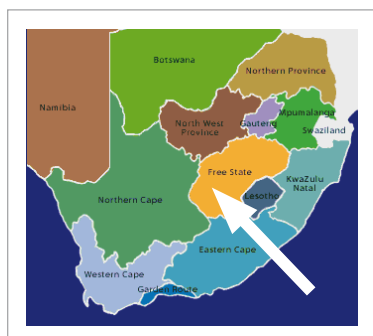 Botswana
Northern Province
Namibia
Mpumalanga
North West
Province
Gauteng
Swaziland
Free State
KwaZulu
Natal
Lesotho
Northern Cape
Eastern Cape
Western Cape
Garden Route